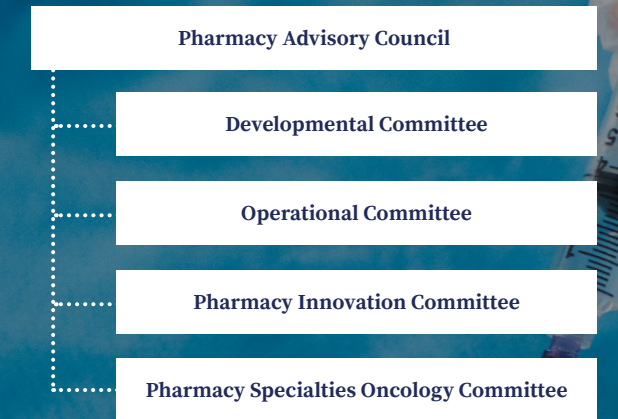 Pharmacy Advisory Council
Developmental Committee
Operational Committee
Pharmacy Innovation Committee
Pharmacy Specialties Oncology Committee